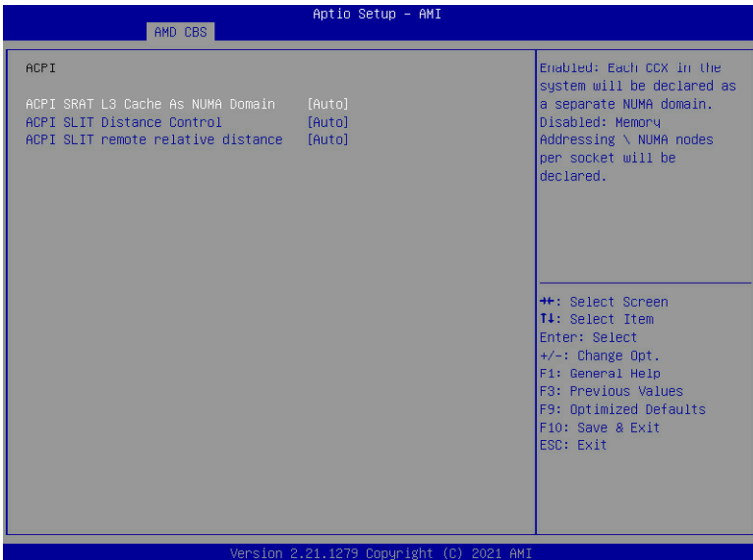 Aptio Setup – AMI
AMD CBS
ACPI
ACPI SRAT L3 Cache As NUMA Domain [Auto]
ACPI SLIT Distance Control [Auto]
ACPI SLIT remote relative distance [Auto]
Enabled: Each CCX in the
system will be declared as
a separate NUMA domain.
Disabled: Memory
Addressing \ NUMA nodes
per socket will be
declared.
→←: Select Screen
↑↓: Select Item
Enter: Select
+/-: Change Opt.
F1: General Help
F3: Previous Values
F9: Optimized Defaults
F10: Save & Exit
ESC: Exit
Version 2.21.1279 Copyright (C) 2021 AMI